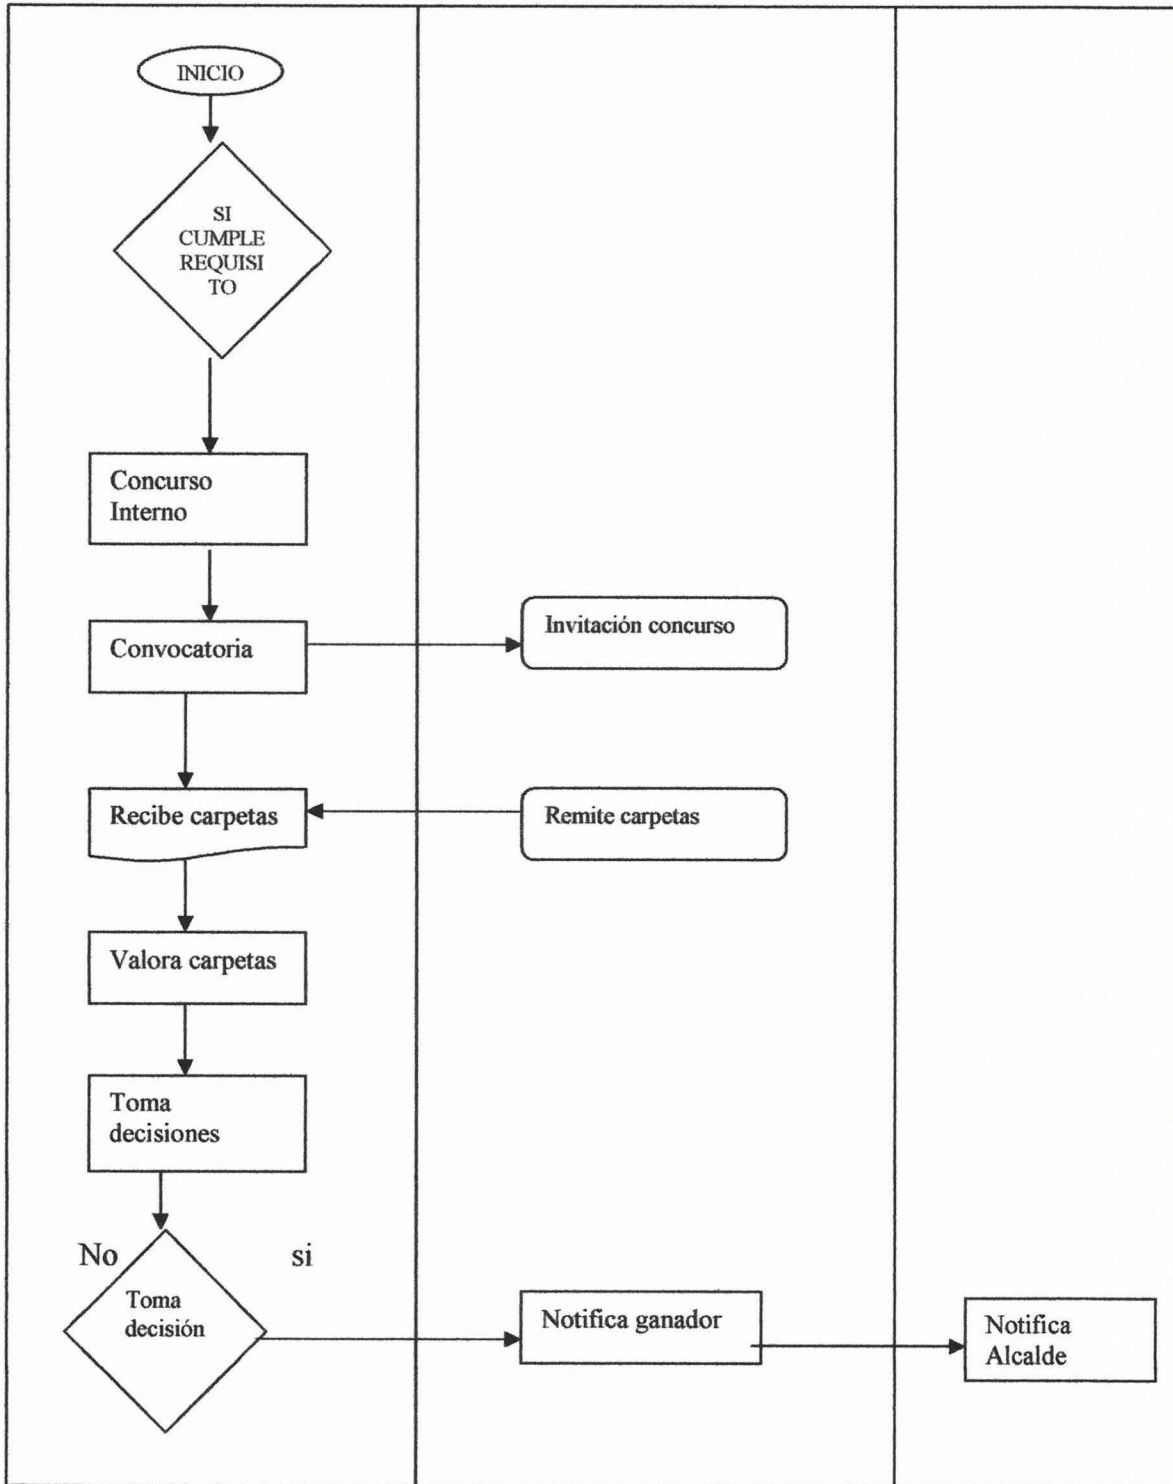 INICIO
SI
CUMPLE
REQUISI
TO
Concurso
Interno
Convocatoria
Invitación concurso
Recibe carpetas
Remite carpetas
Valora carpetas
Toma
decisiones
No
si
Toma
decisión
Notifica ganador
Notifica
Alcalde